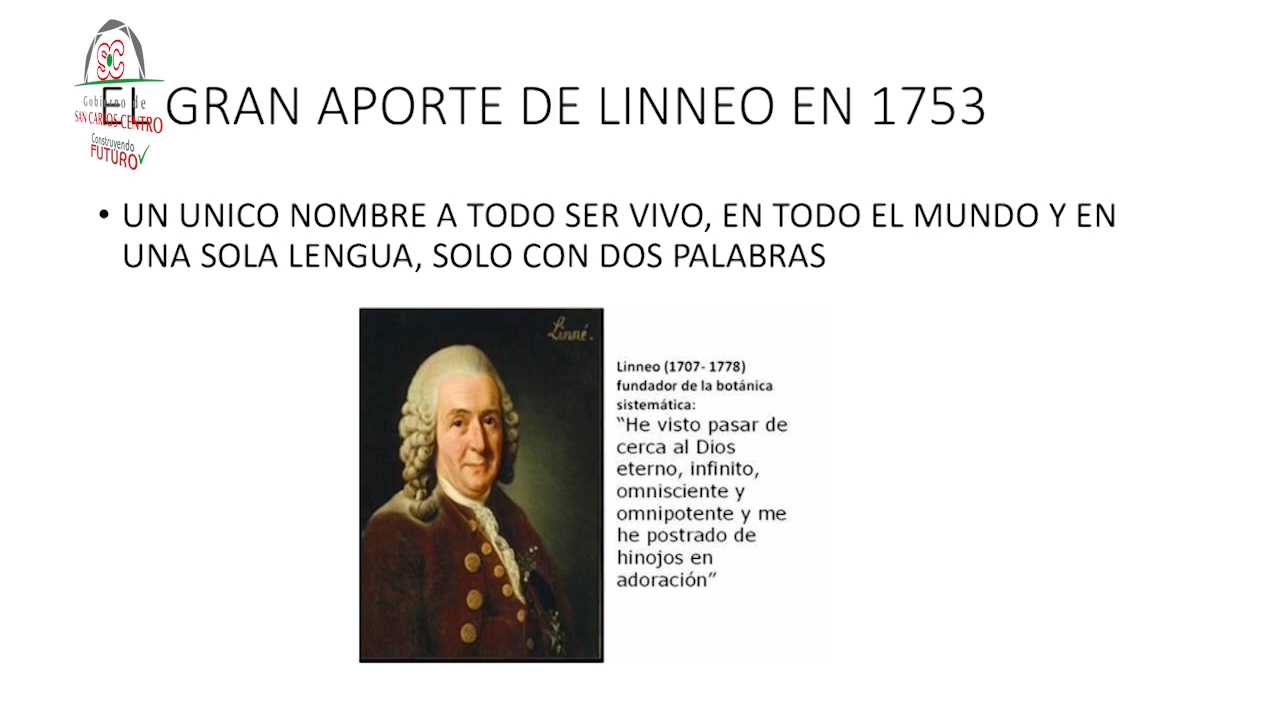 SC
Gobierno de
SAN CARLOS CENTRO
Construyendo
FUTURO
EL GRAN APORTE DE LINNEO EN 1753
• UN UNICO NOMBRE A TODO SER VIVO, EN TODO EL MUNDO Y EN
UNA SOLA LENGUA, SOLO CON DOS PALABRAS
Linné.
Linneo (1707- 1778)
fundador de la botánica
sistemática:
“He visto pasar de
cerca al Dios
eterno, infinito,
omnisciente y
omnipotente y me
he postrado de
hinojos en
adoración”